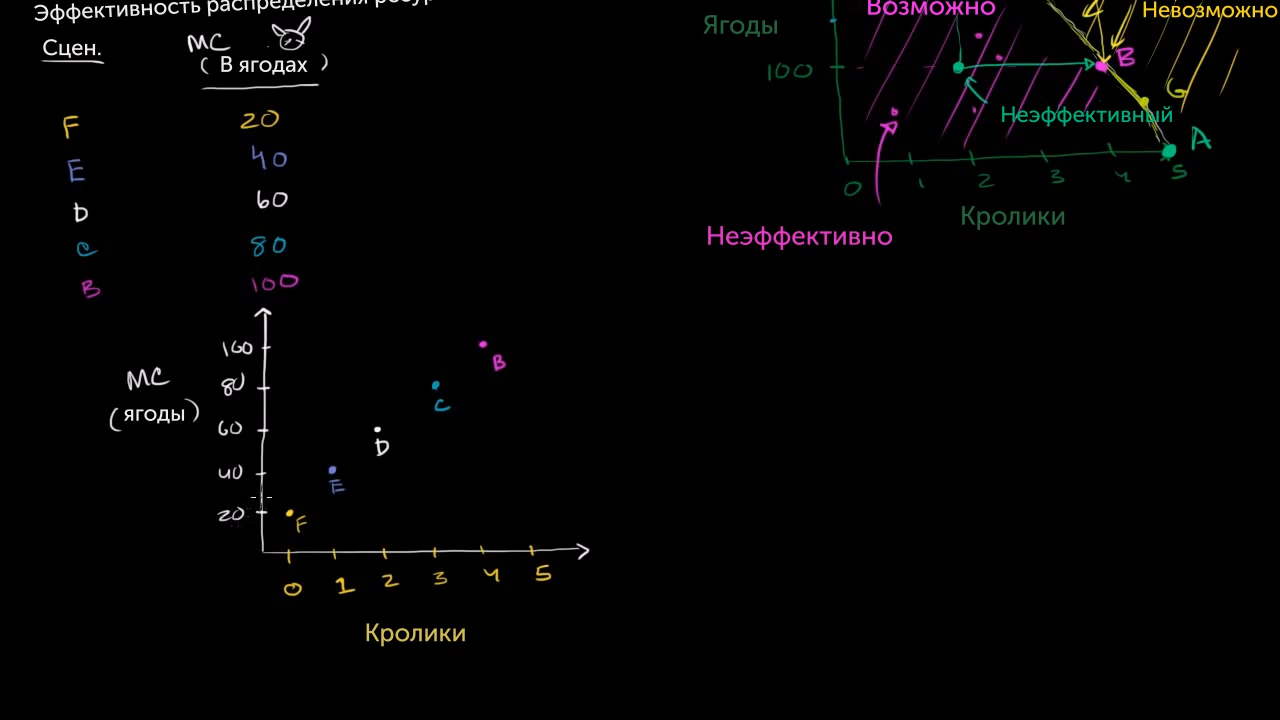 Эффективность распределения ресур
Сцен.
MC
( В ягодах )
F 20
E 40
D 60
C 80
B 100
MC
(ягоды)
100
80
60
40
20
B
C
D
E
F
0 1 2 3 4 5
Кролики
Возможно
Невозможно
Ягоды
100
B
G
Неэффективный
A
0 1 2 3 4 5
Кролики
Неэффективно